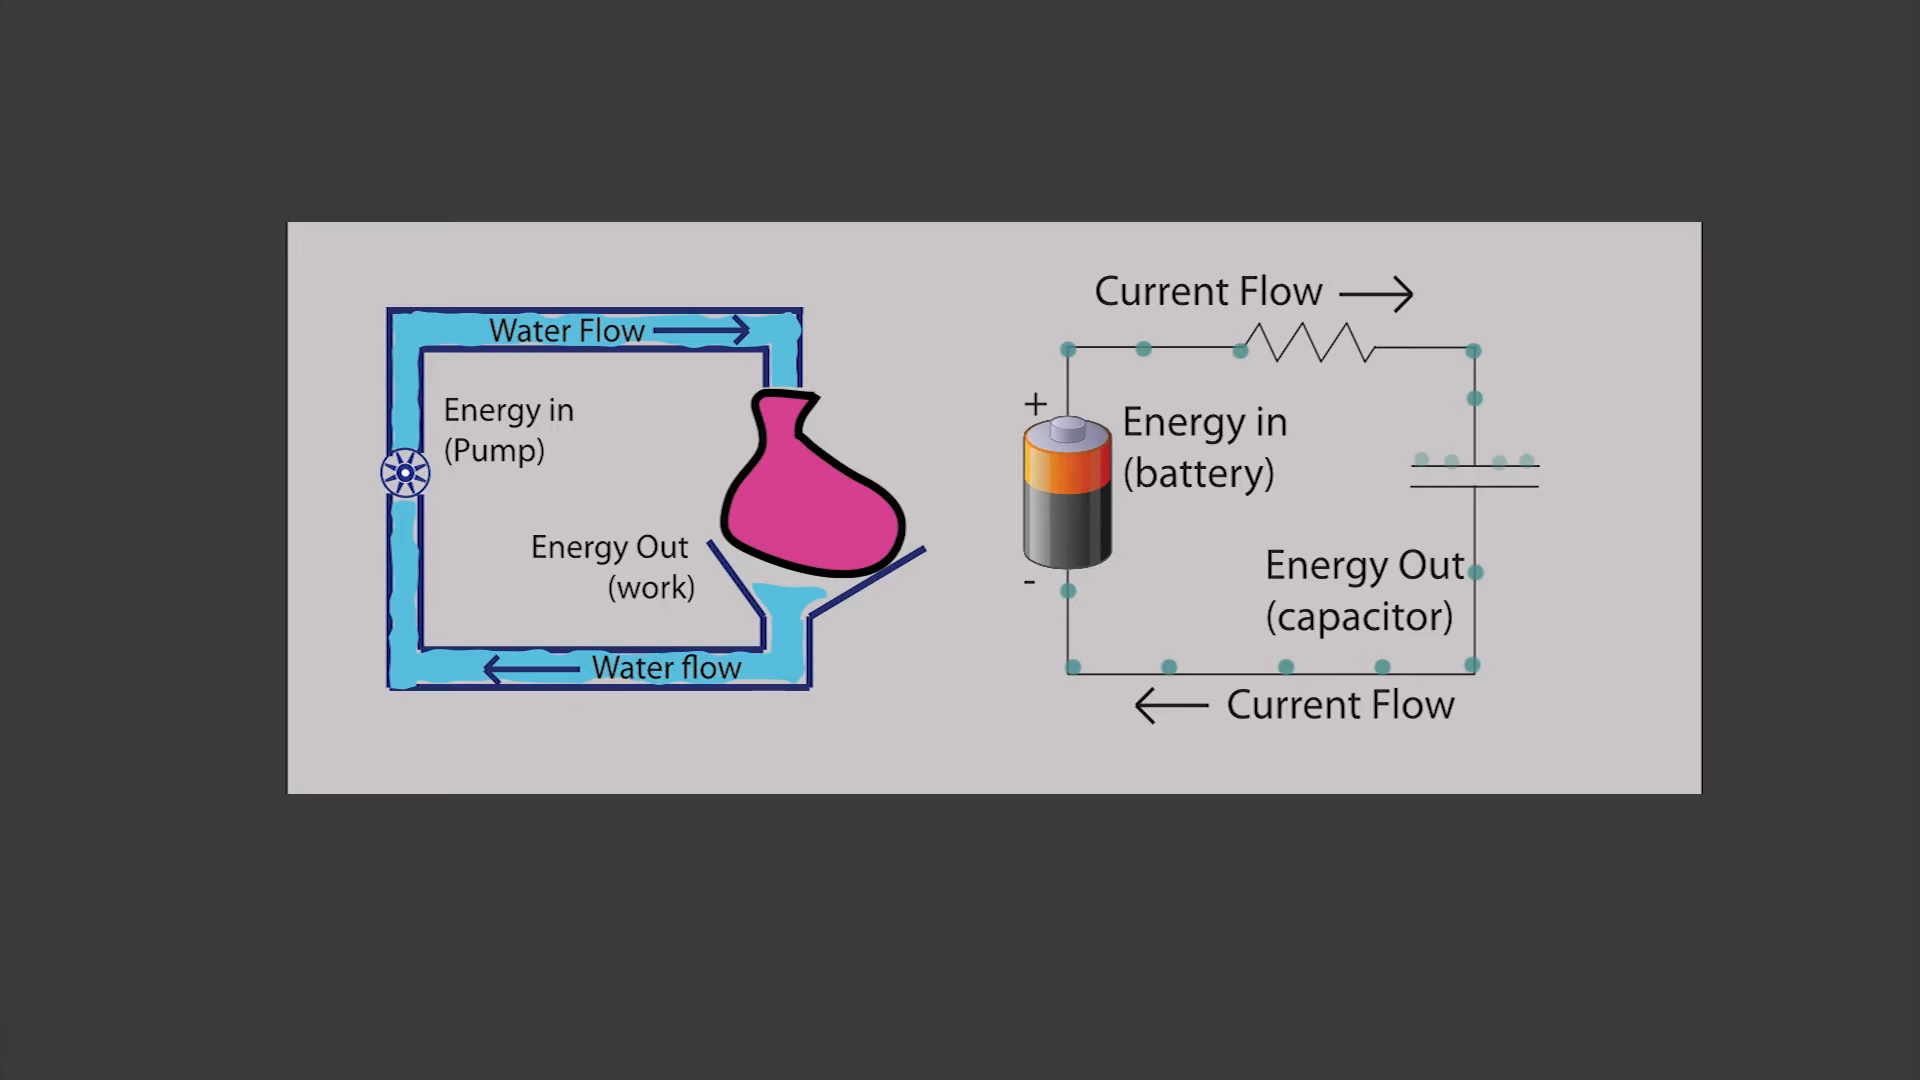 Water Flow
Energy in
(Pump)
Energy Out
(work)
Water flow
Current Flow
+
Energy in
(battery)
-
Energy Out
(capacitor)
Current Flow